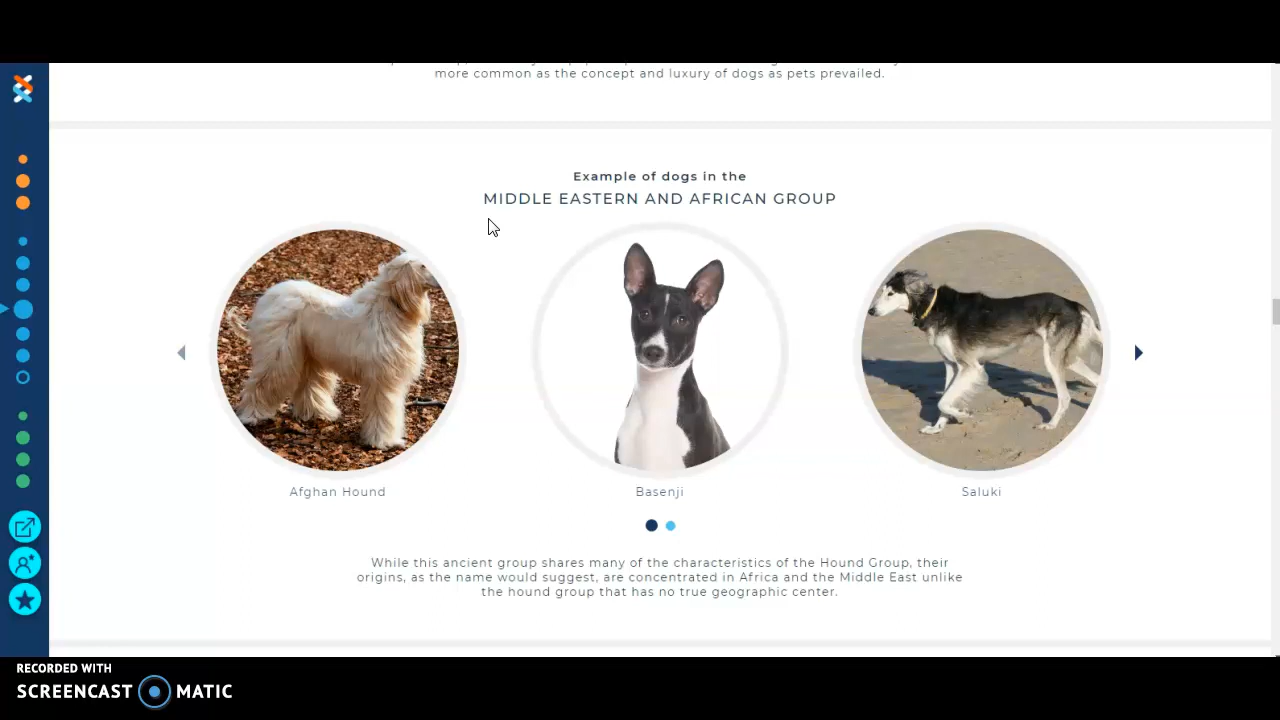 more common as the concept and luxury of dogs as pets prevailed.
Example of dogs in the
MIDDLE EASTERN AND AFRICAN GROUP
Afghan Hound
Basenji
Saluki
While this ancient group shares many of the characteristics of the Hound Group, their
origins, as the name would suggest, are concentrated in Africa and the Middle East unlike
the hound group that has no true geographic center.
RECORDED WITH
SCREENCAST MATIC